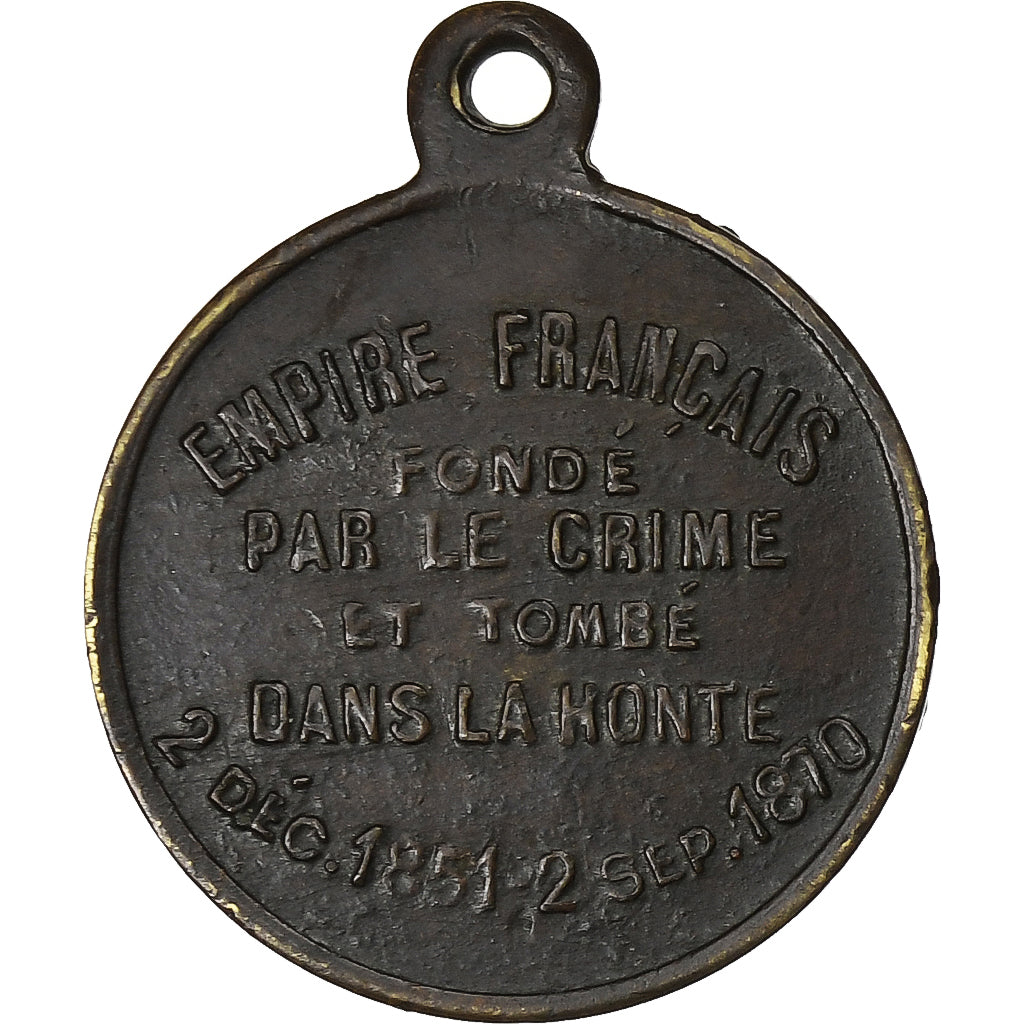 EMPIRE FRANÇAIS
FONDÉ
PAR LE CRIME
ET TOMBÉ
DANS LA HONTE
2 DÉC. 1851-2 SEP. 1870